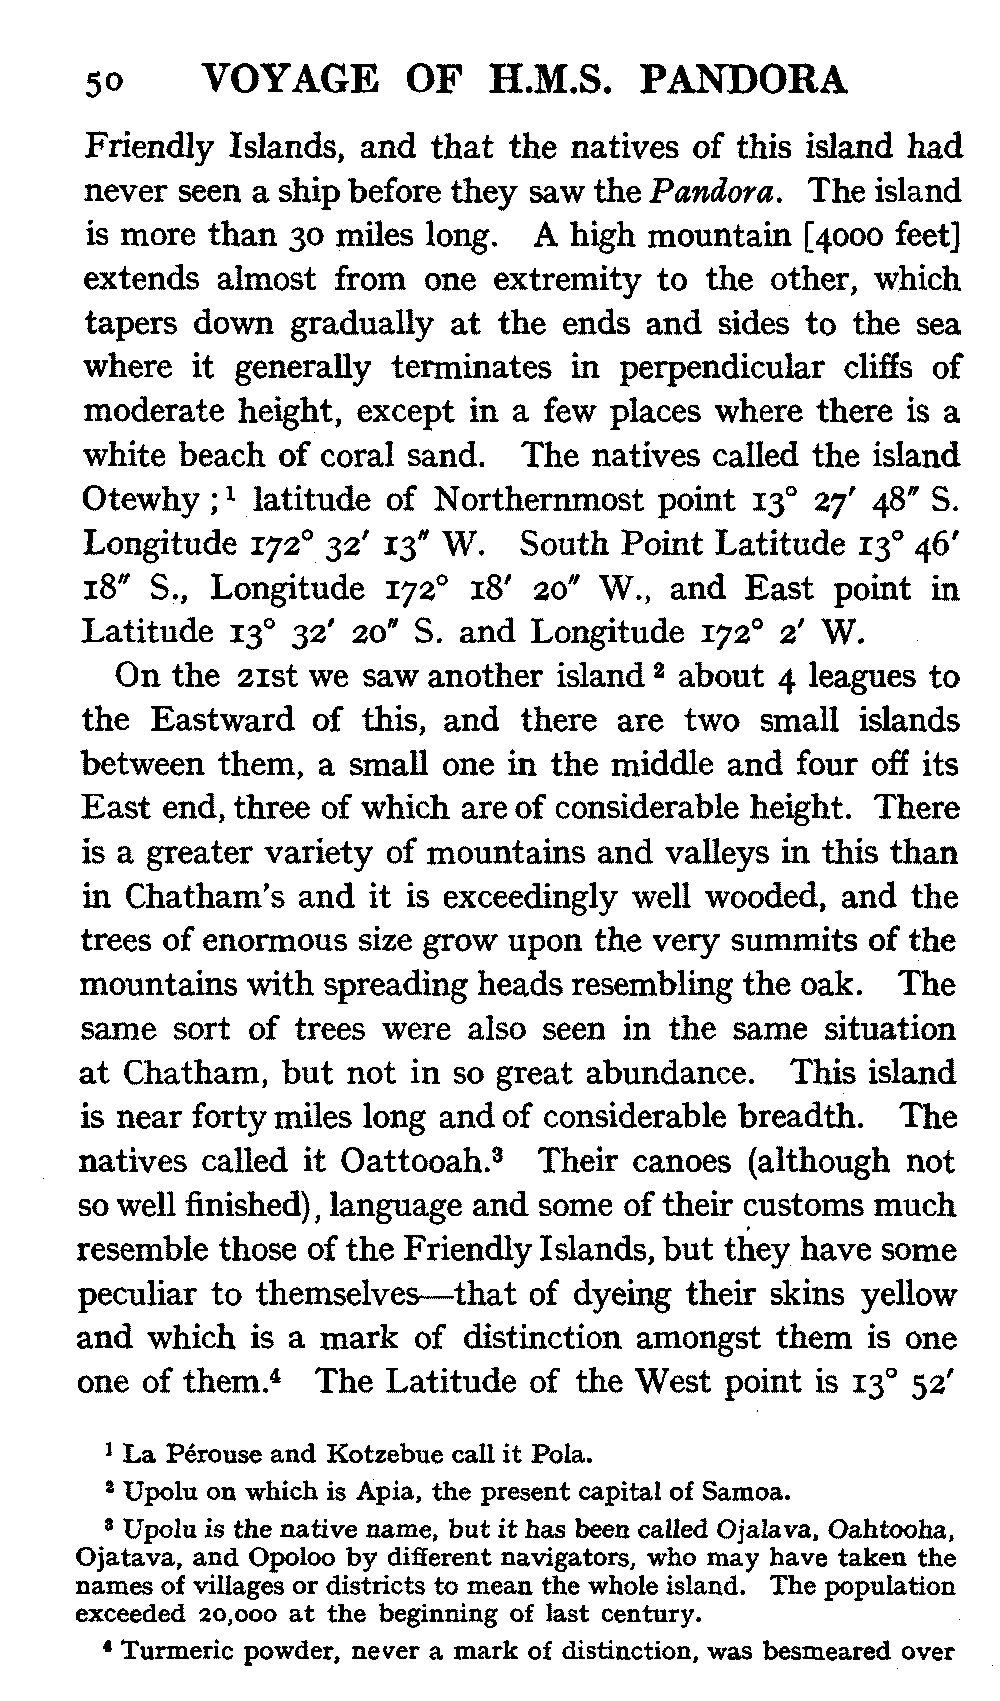 50 VOYAGE OF H.M.S. PANDORA
Friendly Islands, and that the natives of this island had
never seen a ship before they saw the Pandora. The island
is more than 30 miles long. A high mountain [4000 feet]
extends almost from one extremity to the other, which
tapers down gradually at the ends and sides to the sea
where it generally terminates in perpendicular cliffs of
moderate height, except in a few places where there is a
white beach of coral sand. The natives called the island
Otewhy ;¹ latitude of Northernmost point 13° 27′ 48″ S.
Longitude 172° 32′ 13″ W. South Point Latitude 13° 46′
18″ S., Longitude 172° 18′ 20″ W., and East point in
Latitude 13° 32′ 20″ S. and Longitude 172° 2′ W.
On the 21st we saw another island ² about 4 leagues to
the Eastward of this, and there are two small islands
between them, a small one in the middle and four off its
East end, three of which are of considerable height. There
is a greater variety of mountains and valleys in this than
in Chatham's and it is exceedingly well wooded, and the
trees of enormous size grow upon the very summits of the
mountains with spreading heads resembling the oak. The
same sort of trees were also seen in the same situation
at Chatham, but not in so great abundance. This island
is near forty miles long and of considerable breadth. The
natives called it Oattooah.³ Their canoes (although not
so well finished), language and some of their customs much
resemble those of the Friendly Islands, but they have some
peculiar to themselves—that of dyeing their skins yellow
and which is a mark of distinction amongst them is one
one of them.⁴ The Latitude of the West point is 13° 52′
¹ La Pérouse and Kotzebue call it Pola.
² Upolu on which is Apia, the present capital of Samoa.
³ Upolu is the native name, but it has been called Ojalava, Oahtooha,
Ojatava, and Opoloo by different navigators, who may have taken the
names of villages or districts to mean the whole island. The population
exceeded 20,000 at the beginning of last century.
⁴ Turmeric powder, never a mark of distinction, was besmeared over